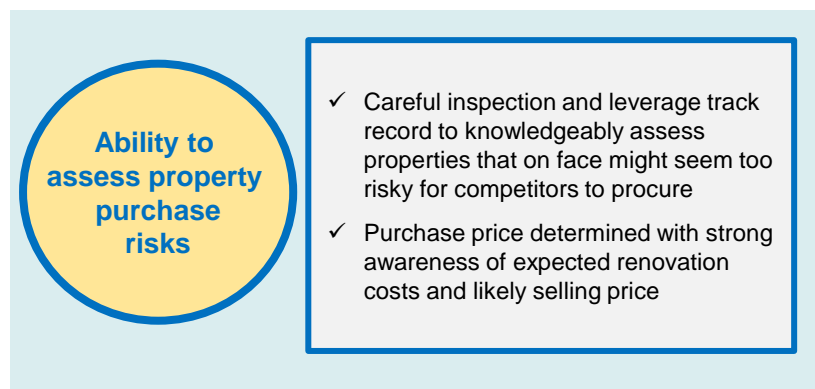 Ability to
assess property
purchase
risks
✓ Careful inspection and leverage track
record to knowledgeably assess
properties that on face might seem too
risky for competitors to procure
✓ Purchase price determined with strong
awareness of expected renovation
costs and likely selling price